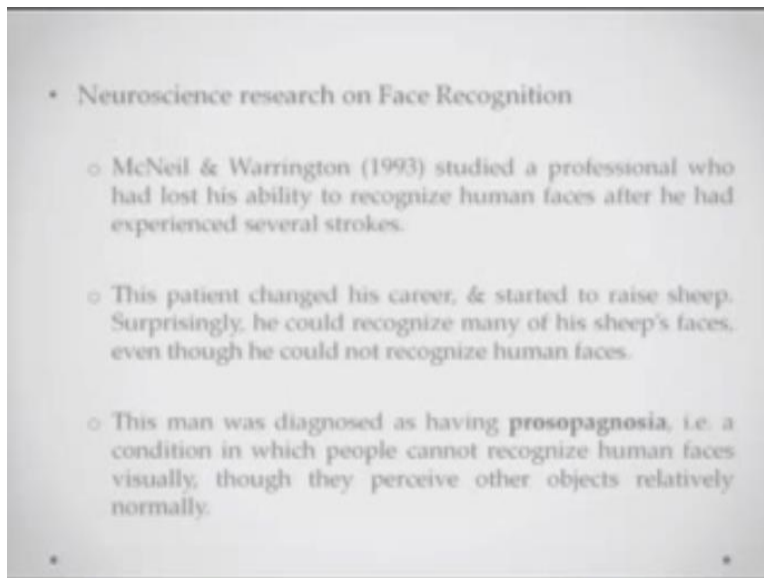 • Neuroscience research on Face Recognition
o McNeil & Warrington (1993) studied a professional who
had lost his ability to recognize human faces after he had
experienced several strokes.
o This patient changed his career, & started to raise sheep.
Surprisingly, he could recognize many of his sheep's faces,
even though he could not recognize human faces.
o This man was diagnosed as having prosopagnosia, i.e. a
condition in which people cannot recognize human faces
visually, though they perceive other objects relatively
normally.